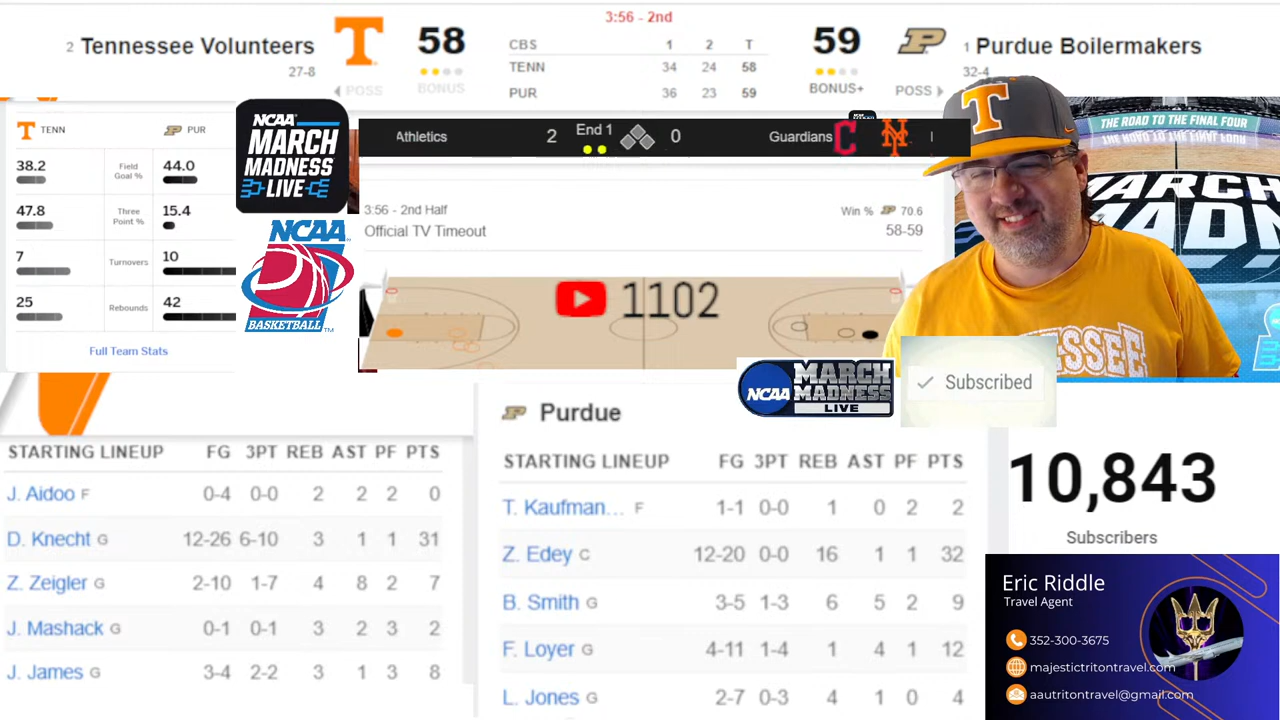 3:56 - 2nd
2 Tennessee Volunteers
27-8
T
58
BONUS
POSS
CBS 1 2 T
TENN 34 24 58
PUR 36 23 59
59
BONUS+
P
POSS
1 Purdue Boilermakers
32-4
TENN PUR
38.2 Field Goal % 44.0
47.8 Three Point % 15.4
7 Turnovers 10
25 Rebounds 42
Full Team Stats
NCAA
MARCH
MADNESS
LIVE
NCAA
BASKETBALL™
Athletics 2 End 1 0 Guardians C NY
3:56 - 2nd Half
Official TV Timeout
Win % P 70.6
58-59
1102
T
THE ROAD TO THE FINAL FOUR
ARCH
MADN
ESSEE
NCAA MARCH
MADNESS
LIVE
Subscribed
10,843
Subscribers
STARTING LINEUP FG 3PT REB AST PF PTS
J. Aidoo F 0-4 0-0 2 2 2 0
D. Knecht G 12-26 6-10 3 1 1 31
Z. Zeigler G 2-10 1-7 4 8 2 7
J. Mashack G 0-1 0-1 3 2 3 2
J. James G 3-4 2-2 3 1 3 8
P Purdue
STARTING LINEUP FG 3PT REB AST PF PTS
T. Kaufman... F 1-1 0-0 1 0 2 2
Z. Edey C 12-20 0-0 16 1 1 32
B. Smith G 3-5 1-3 6 5 2 9
F. Loyer G 4-11 1-4 1 4 1 12
L. Jones G 2-7 0-3 4 1 0 4
Eric Riddle
Travel Agent
352-300-3675
majestictritontravel.com
aautritontravel@gmail.com